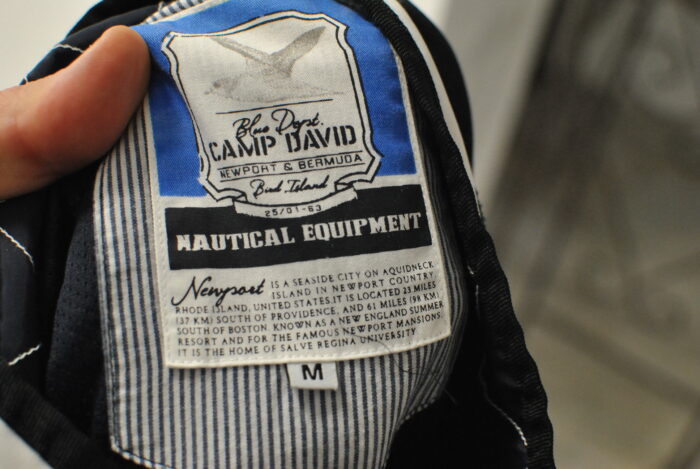 Blue Dept.
CAMP DAVID
NEWPORT & BERMUDA
Bird Island
25/01-63
NAUTICAL EQUIPMENT
Newport IS A SEASIDE CITY ON AQUIDNECK
ISLAND IN NEWPORT COUNTRY
RHODE ISLAND, UNITED STATES.IT IS LOCATED 23 MILES
(37 KM) SOUTH OF PROVIDENCE, AND 61 MILES (98 KM)
SOUTH OF BOSTON. KNOWN AS A NEW ENGLAND SUMMER
RESORT AND FOR THE FAMOUS NEWPORT MANSIONS.
IT IS THE HOME OF SALVE REGINA UNIVERSITY
M